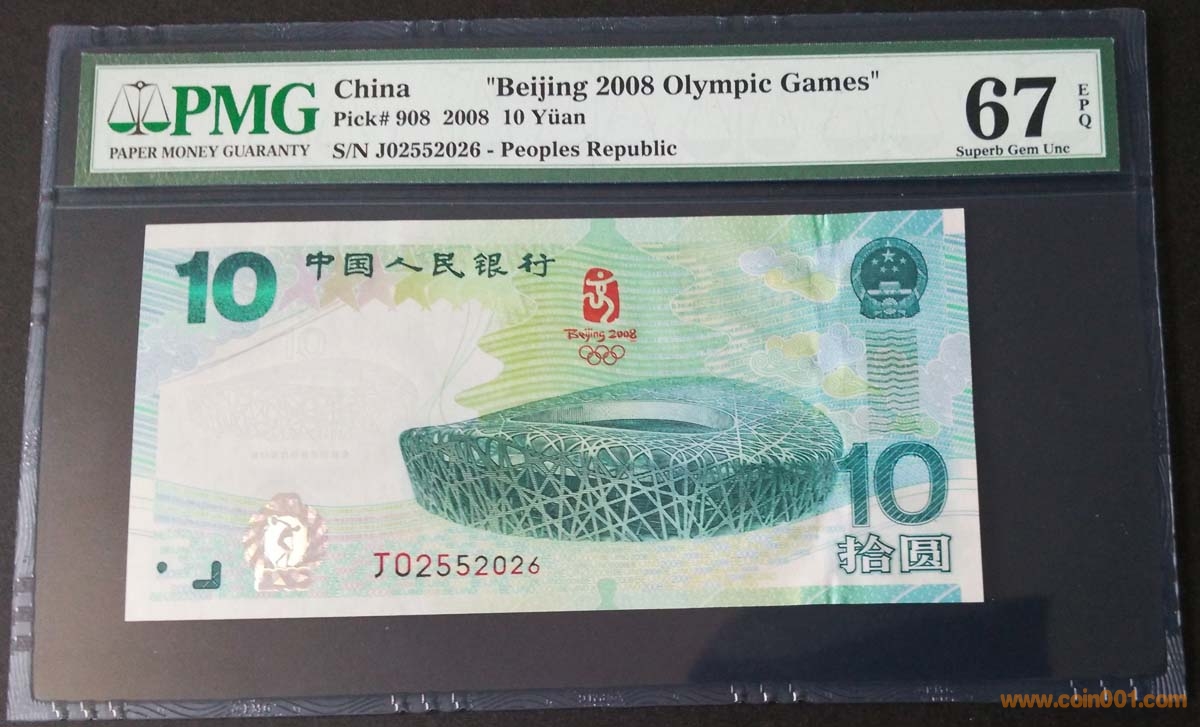 PMG
PAPER MONEY GUARANTY
China "Beijing 2008 Olympic Games"
Pick# 908 2008 10 Yüan
S/N J02552026 - Peoples Republic
67
EPQ
Superb Gem Unc
10 中国人民银行
Beijing 2008
10
拾圆
J02552026
www.coin001.com